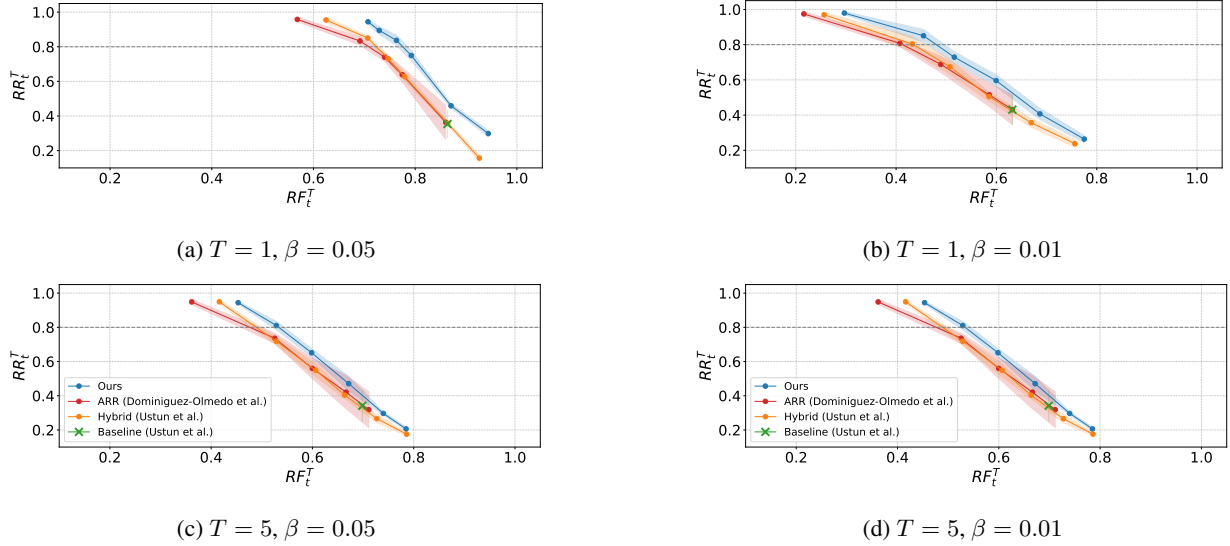 1.0
0.8
0.6
0.4
0.2
RR_t^T
0.2 0.4 0.6 0.8 1.0
RF_t^T
(a) T = 1, β = 0.05
1.0
0.8
0.6
0.4
0.2
RR_t^T
0.2 0.4 0.6 0.8 1.0
RF_t^T
(b) T = 1, β = 0.01
1.0
0.8
0.6
0.4
0.2
RR_t^T
Ours
ARR (Dominiguez-Olmedo et al.)
Hybrid (Ustun et al.)
Baseline (Ustun et al.)
0.2 0.4 0.6 0.8 1.0
RF_t^T
(c) T = 5, β = 0.05
1.0
0.8
0.6
0.4
0.2
RR_t^T
Ours
ARR (Dominiguez-Olmedo et al.)
Hybrid (Ustun et al.)
Baseline (Ustun et al.)
0.2 0.4 0.6 0.8 1.0
RF_t^T
(d) T = 5, β = 0.01